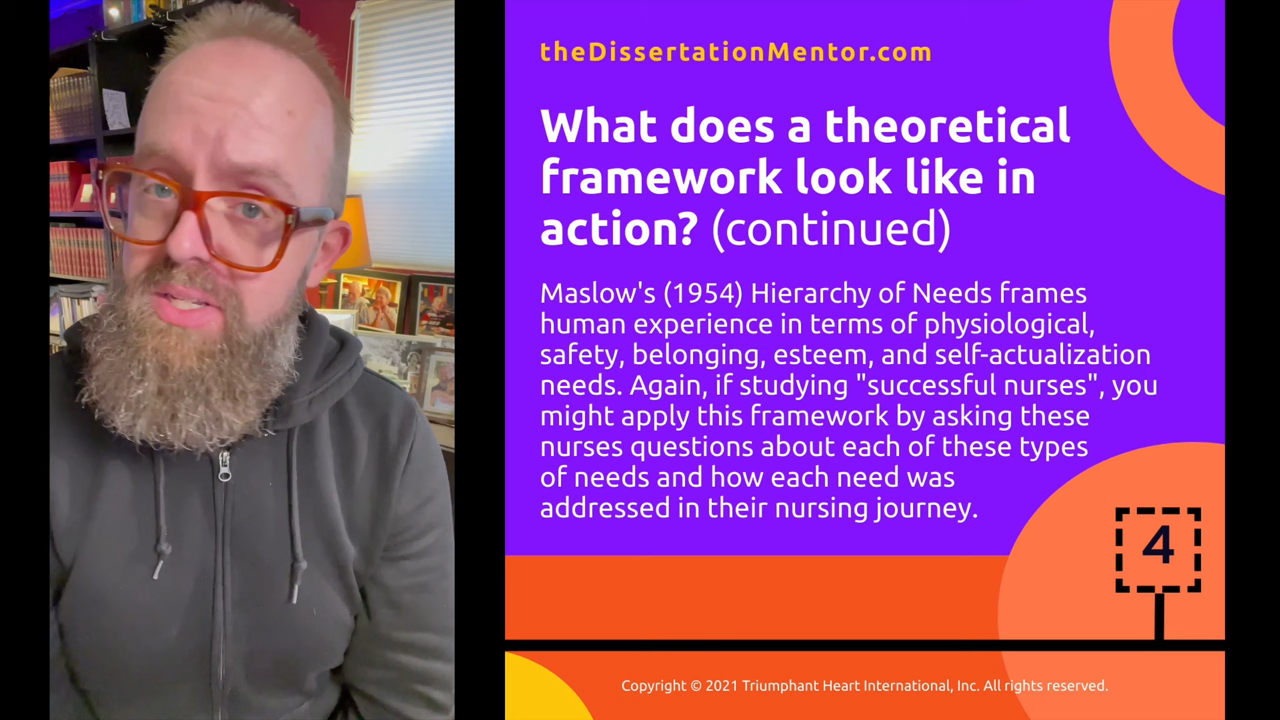 theDissertationMentor.com
What does a theoretical
framework look like in
action? (continued)
Maslow's (1954) Hierarchy of Needs frames
human experience in terms of physiological,
safety, belonging, esteem, and self-actualization
needs. Again, if studying "successful nurses", you
might apply this framework by asking these
nurses questions about each of these types
of needs and how each need was
addressed in their nursing journey.
4
Copyright © 2021 Triumphant Heart International, Inc. All rights reserved.